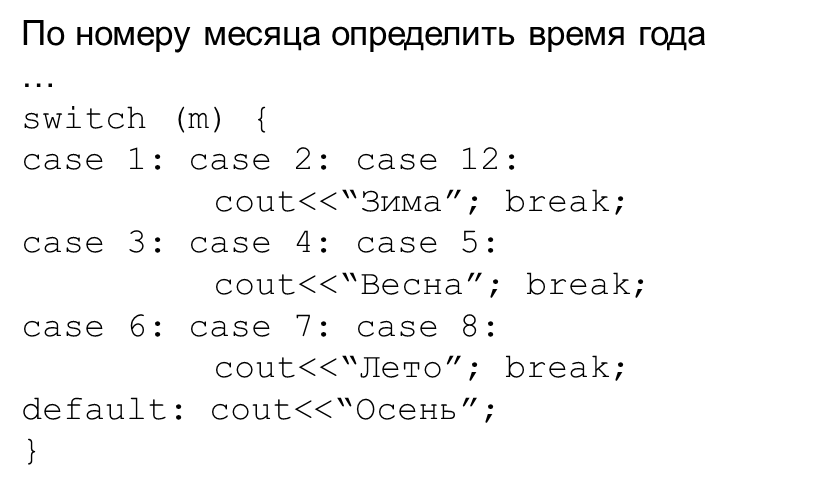 По номеру месяца определить время года
…
switch (m) {
case 1: case 2: case 12:
cout<<“Зима”; break;
case 3: case 4: case 5:
cout<<“Весна”; break;
case 6: case 7: case 8:
cout<<“Лето”; break;
default: cout<<“Осень”;
}